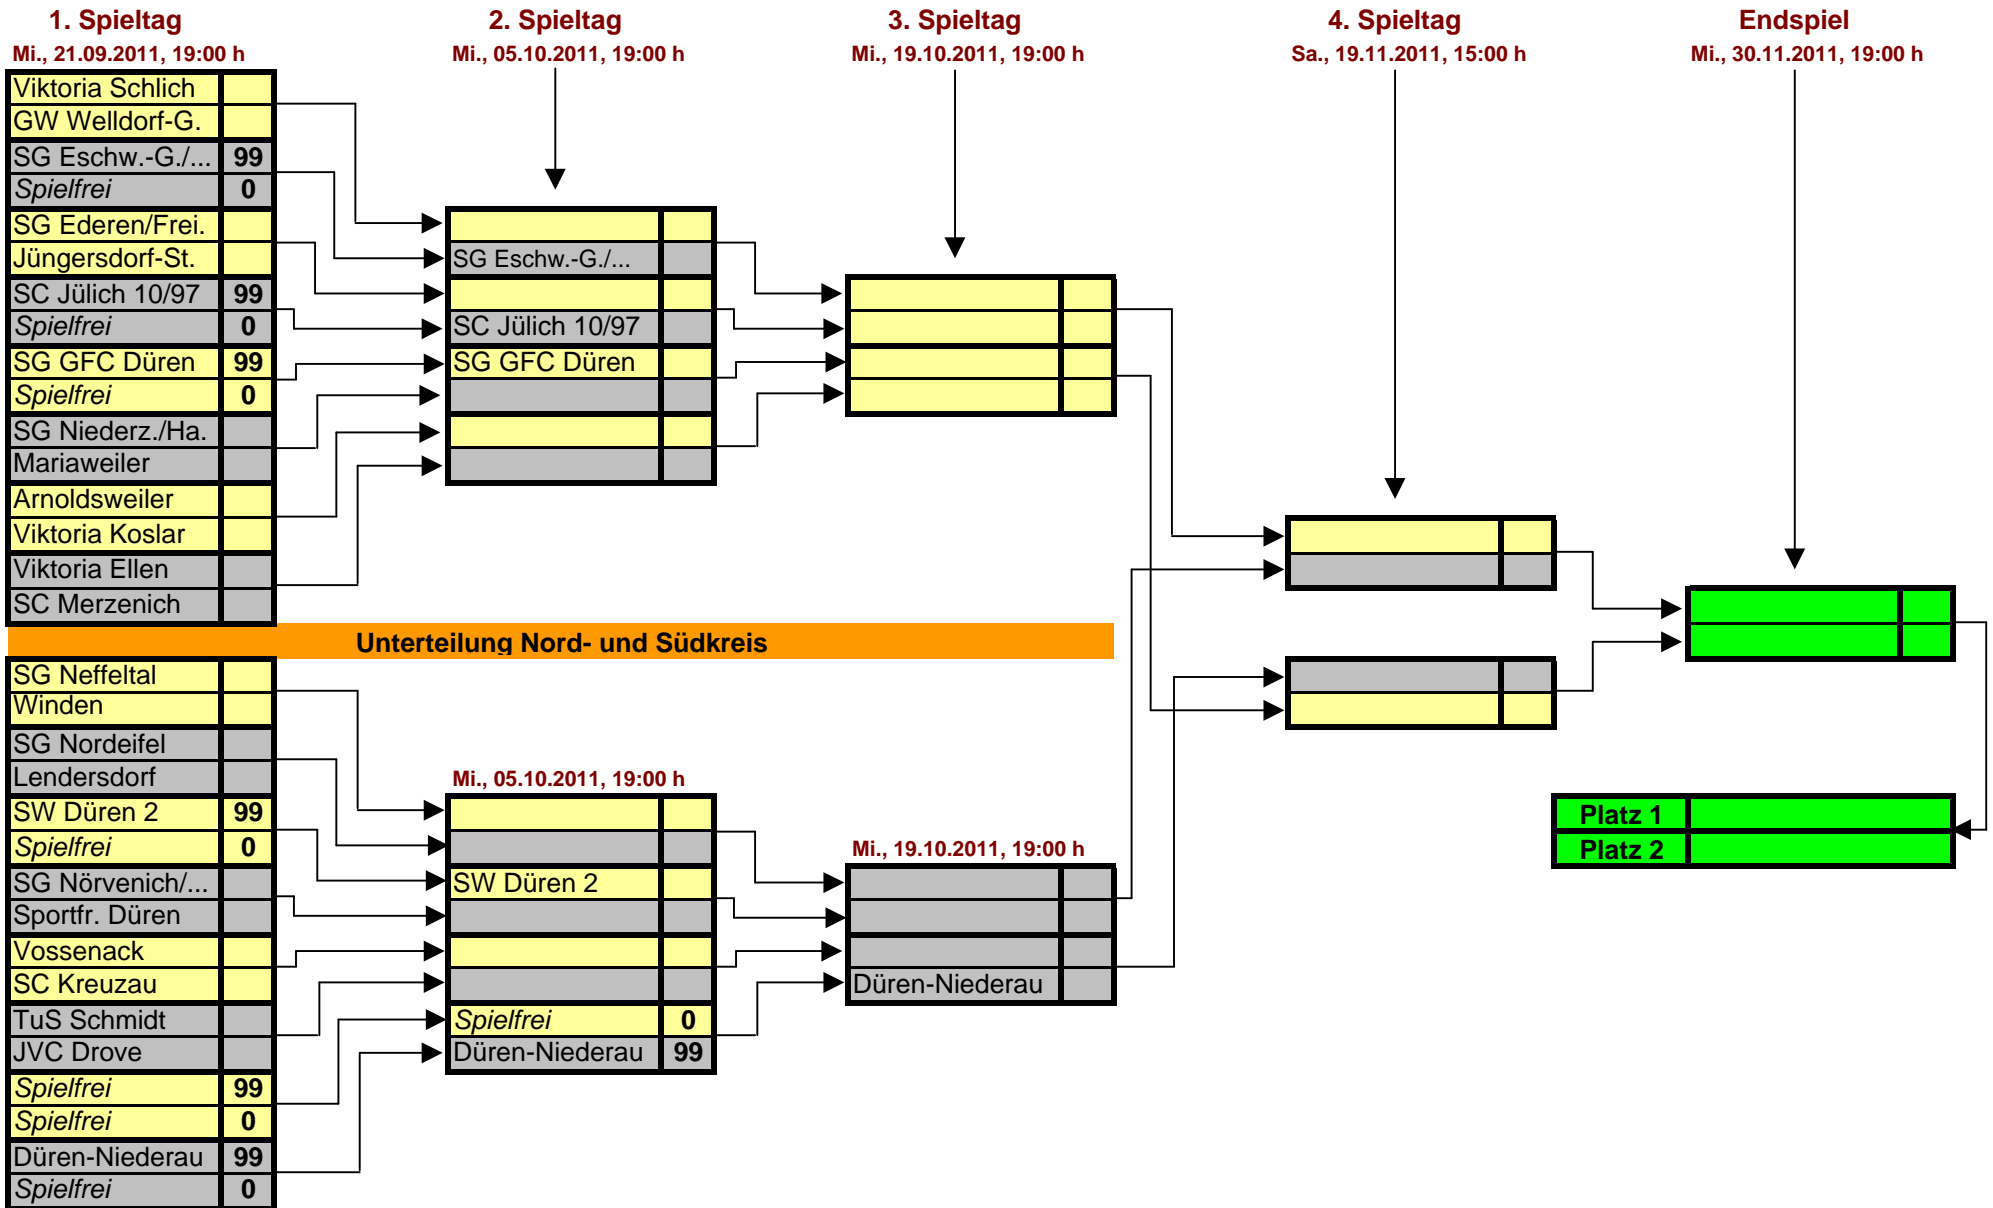 1. Spieltag
Mi., 21.09.2011, 19:00 h
2. Spieltag
Mi., 05.10.2011, 19:00 h
3. Spieltag
Mi., 19.10.2011, 19:00 h
4. Spieltag
Sa., 19.11.2011, 15:00 h
Endspiel
Mi., 30.11.2011, 19:00 h
Viktoria Schlich
GW Welldorf-G.
SG Eschw.-G./... 99
Spielfrei 0
SG Ederen/Frei.
Jüngersdorf-St.
SC Jülich 10/97 99
Spielfrei 0
SG GFC Düren 99
Spielfrei 0
SG Niederz./Ha.
Mariaweiler
Arnoldsweiler
Viktoria Koslar
Viktoria Ellen
SC Merzenich
SG Eschw.-G./...
SC Jülich 10/97
SG GFC Düren
Unterteilung Nord- und Südkreis
SG Neffeltal
Winden
SG Nordeifel
Lendersdorf
SW Düren 2 99
Spielfrei 0
SG Nörvenich/...
Sportfr. Düren
Vossenack
SC Kreuzau
TuS Schmidt
JVC Drove
Spielfrei 99
Spielfrei 0
Düren-Niederau 99
Spielfrei 0
Mi., 05.10.2011, 19:00 h
SW Düren 2
Spielfrei 0
Düren-Niederau 99
Mi., 19.10.2011, 19:00 h
Düren-Niederau
Platz 1
Platz 2